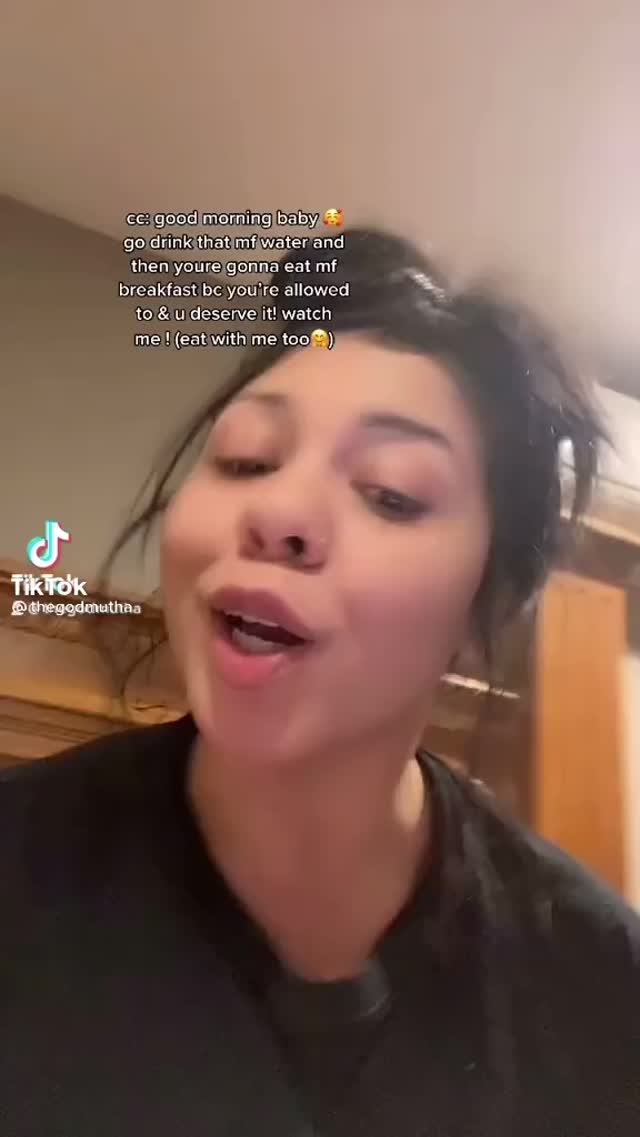 cc: good morning baby 🥰
go drink that mf water and
then youre gonna eat mf
breakfast bc you're allowed
to & u deserve it! watch
me ! (eat with me too🤗)
TikTok
@thegodmutha